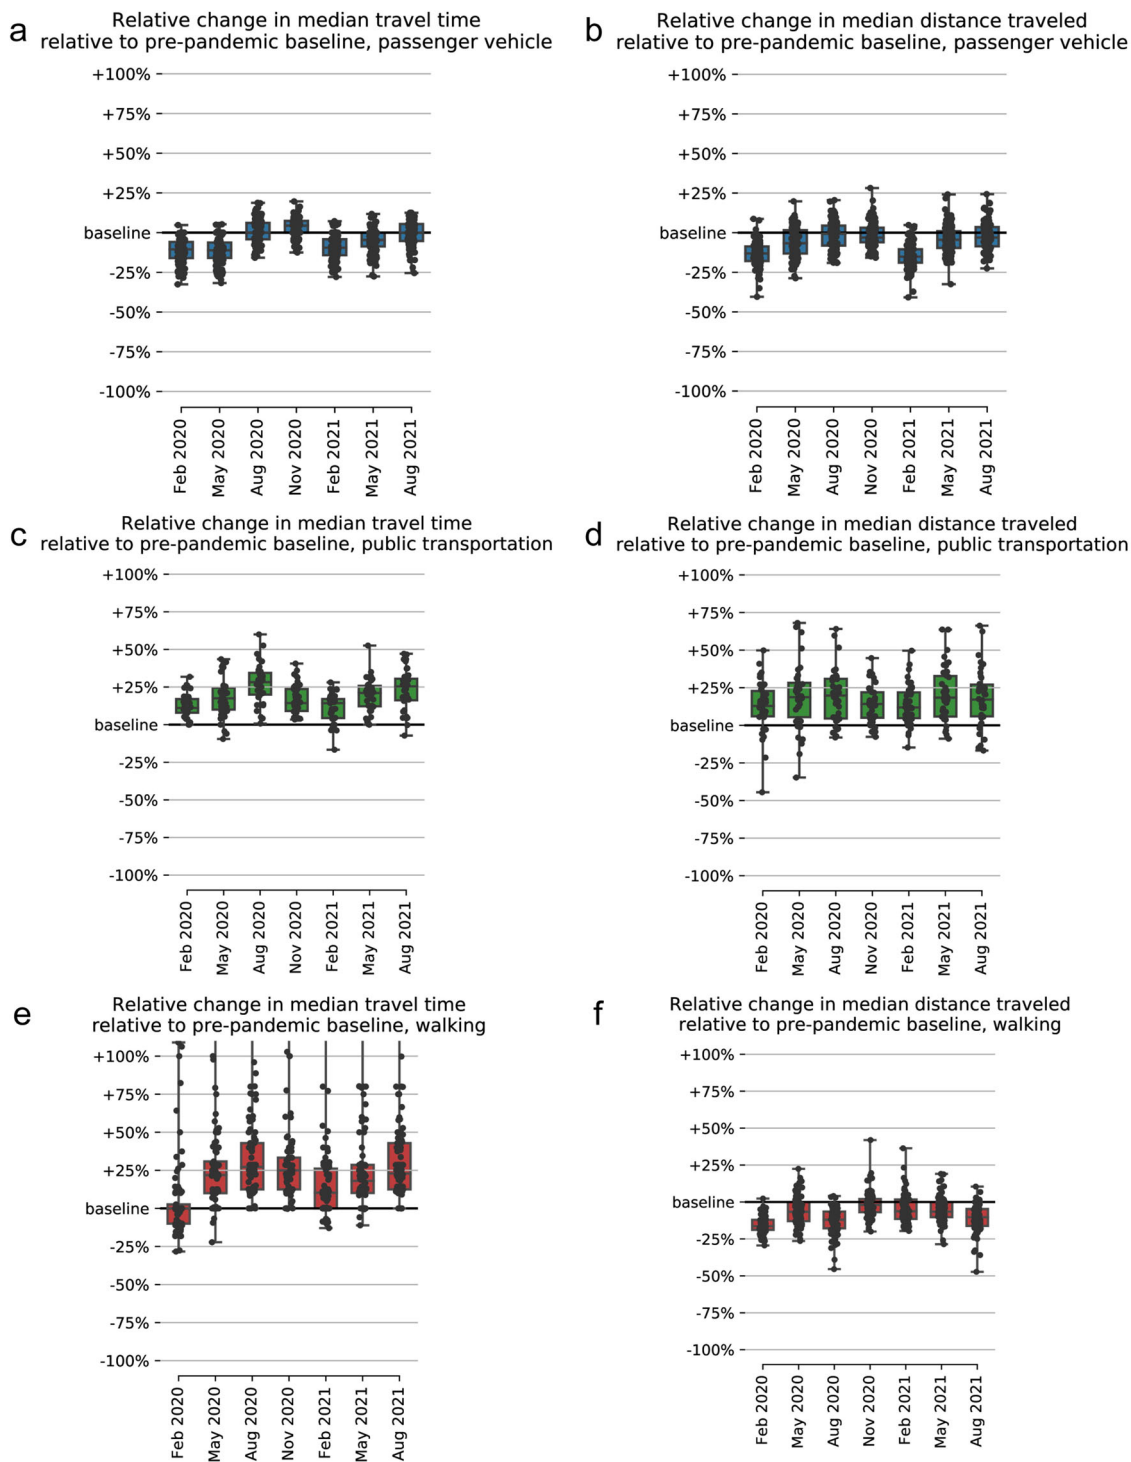 a
Relative change in median travel time
relative to pre-pandemic baseline, passenger vehicle
+100%
+75%
+50%
+25%
baseline
-25%
-50%
-75%
-100%
Feb 2020
May 2020
Aug 2020
Nov 2020
Feb 2021
May 2021
Aug 2021
b
Relative change in median distance traveled
relative to pre-pandemic baseline, passenger vehicle
+100%
+75%
+50%
+25%
baseline
-25%
-50%
-75%
-100%
Feb 2020
May 2020
Aug 2020
Nov 2020
Feb 2021
May 2021
Aug 2021
c
Relative change in median travel time
relative to pre-pandemic baseline, public transportation
+100%
+75%
+50%
+25%
baseline
-25%
-50%
-75%
-100%
Feb 2020
May 2020
Aug 2020
Nov 2020
Feb 2021
May 2021
Aug 2021
d
Relative change in median distance traveled
relative to pre-pandemic baseline, public transportation
+100%
+75%
+50%
+25%
baseline
-25%
-50%
-75%
-100%
Feb 2020
May 2020
Aug 2020
Nov 2020
Feb 2021
May 2021
Aug 2021
e
Relative change in median travel time
relative to pre-pandemic baseline, walking
+100%
+75%
+50%
+25%
baseline
-25%
-50%
-75%
-100%
Feb 2020
May 2020
Aug 2020
Nov 2020
Feb 2021
May 2021
Aug 2021
f
Relative change in median distance traveled
relative to pre-pandemic baseline, walking
+100%
+75%
+50%
+25%
baseline
-25%
-50%
-75%
-100%
Feb 2020
May 2020
Aug 2020
Nov 2020
Feb 2021
May 2021
Aug 2021